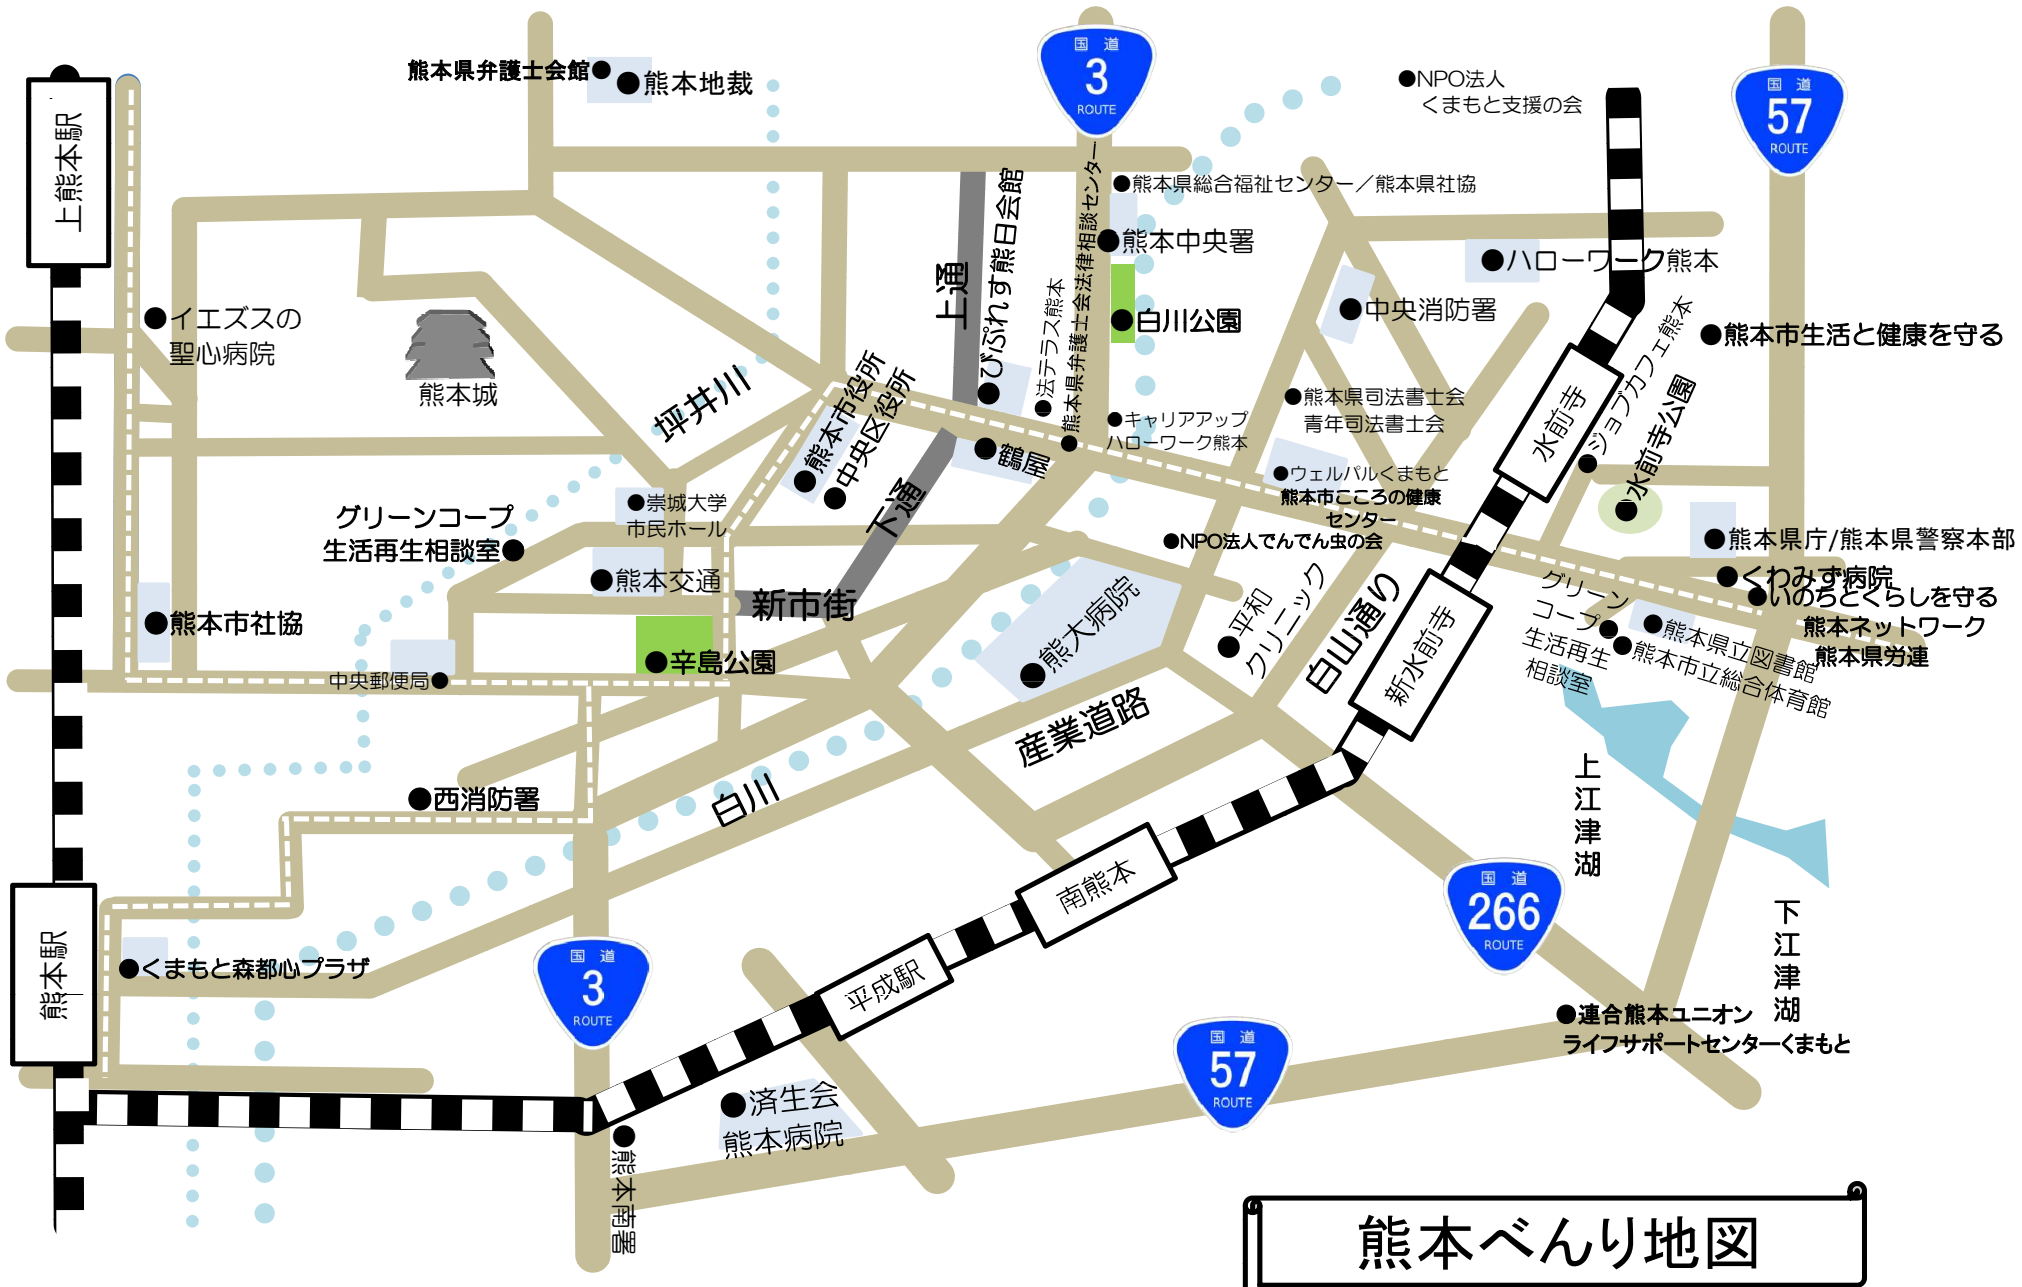 熊本県弁護士会館
熊本地裁
国道
3
ROUTE
NPO法人
くまもと支援の会
国道
57
ROUTE
上熊本駅
熊本県総合福祉センター／熊本県社協
熊本中央署
ハローワーク熊本
上通
びぷれす熊日会館
法テラス熊本
熊本県弁護士会法律相談センター
白川公園
中央消防署
ジョブカフェ熊本
熊本市生活と健康を守る
イエズスの
聖心病院
熊本城
坪井川
熊本市役所
中央区役所
キャリアアップ
ハローワーク熊本
熊本県司法書士会
青年司法書士会
水前寺
水前寺公園
鶴屋
下通
ウェルパルくまもと
熊本市こころの健康
センター
崇城大学
市民ホール
グリーンコープ
生活再生相談室
NPO法人でんでん虫の会
熊本県庁/熊本県警察本部
熊本交通
新市街
熊大病院
平和
クリニック
白山通り
新水前寺
くわみず病院
いのちとくらしを守る
熊本ネットワーク
熊本県労連
グリーン
コープ
生活再生
相談室
熊本県立図書館
熊本市立総合体育館
熊本市社協
辛島公園
中央郵便局
産業道路
西消防署
白川
上江津湖
下江津湖
南熊本
国道
266
ROUTE
熊本駅
くまもと森都心プラザ
国道
3
ROUTE
平成駅
連合熊本ユニオン
ライフサポートセンターくまもと
国道
57
ROUTE
済生会
熊本病院
熊本南署
熊本べんり地図